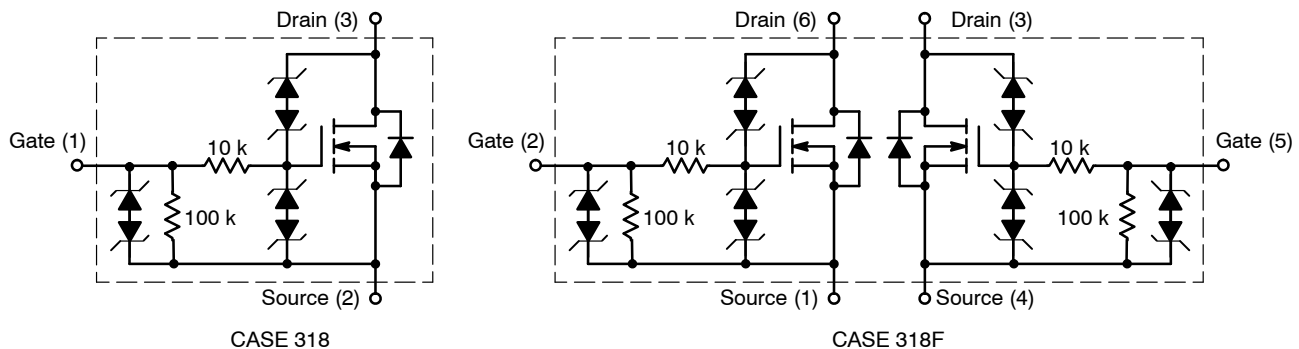 Drain (3)
Gate (1)
10 k
100 k
Source (2)
CASE 318
Drain (6)
Drain (3)
Gate (2)
10 k
10 k
Gate (5)
100 k
100 k
Source (1)
Source (4)
CASE 318F